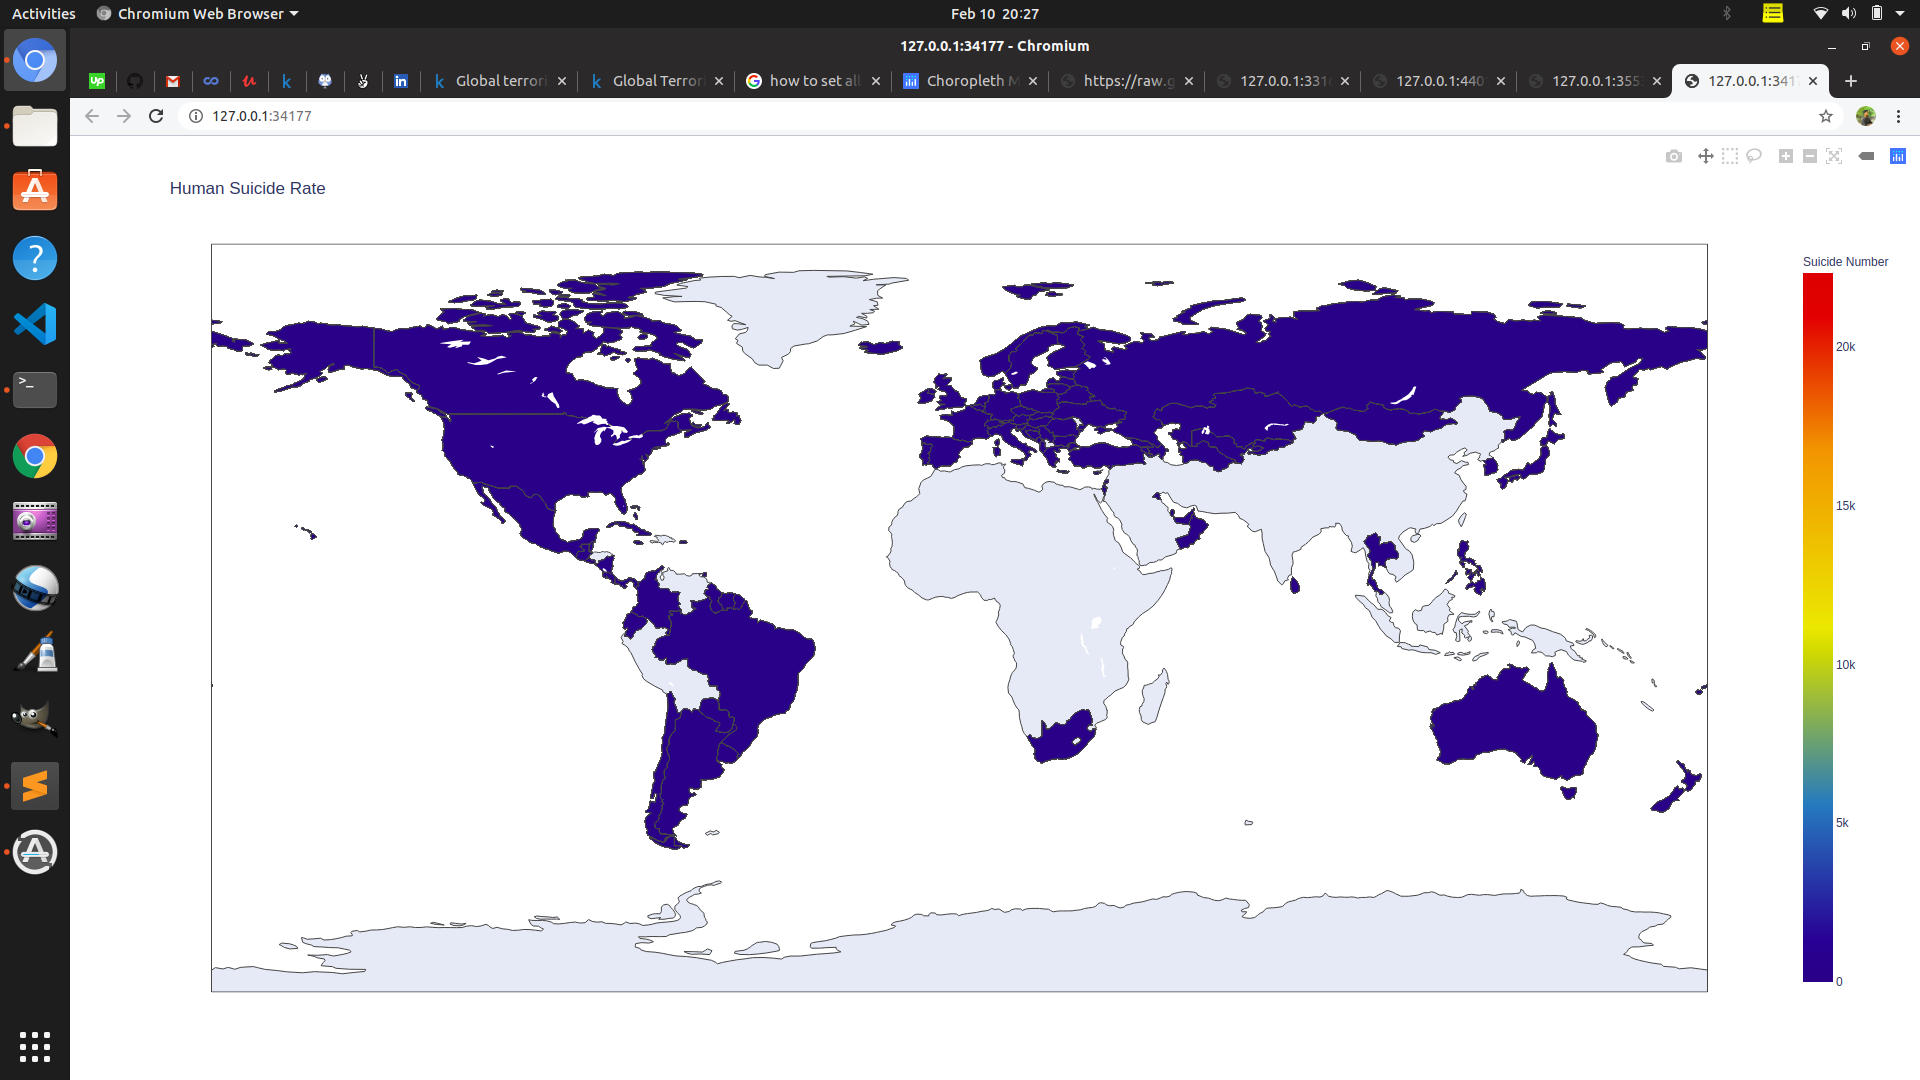 Activities
Chromium Web Browser
Feb 10 20:27
127.0.0.1:34177 - Chromium
Up
k
in
k
Global terrori
k
Global Terrori
how to set all
Choropleth M
https://raw.g
127.0.0.1:331
127.0.0.1:440
127.0.0.1:355
127.0.0.1:341
127.0.0.1:34177
Human Suicide Rate
Suicide Number
20k
15k
10k
5k
0